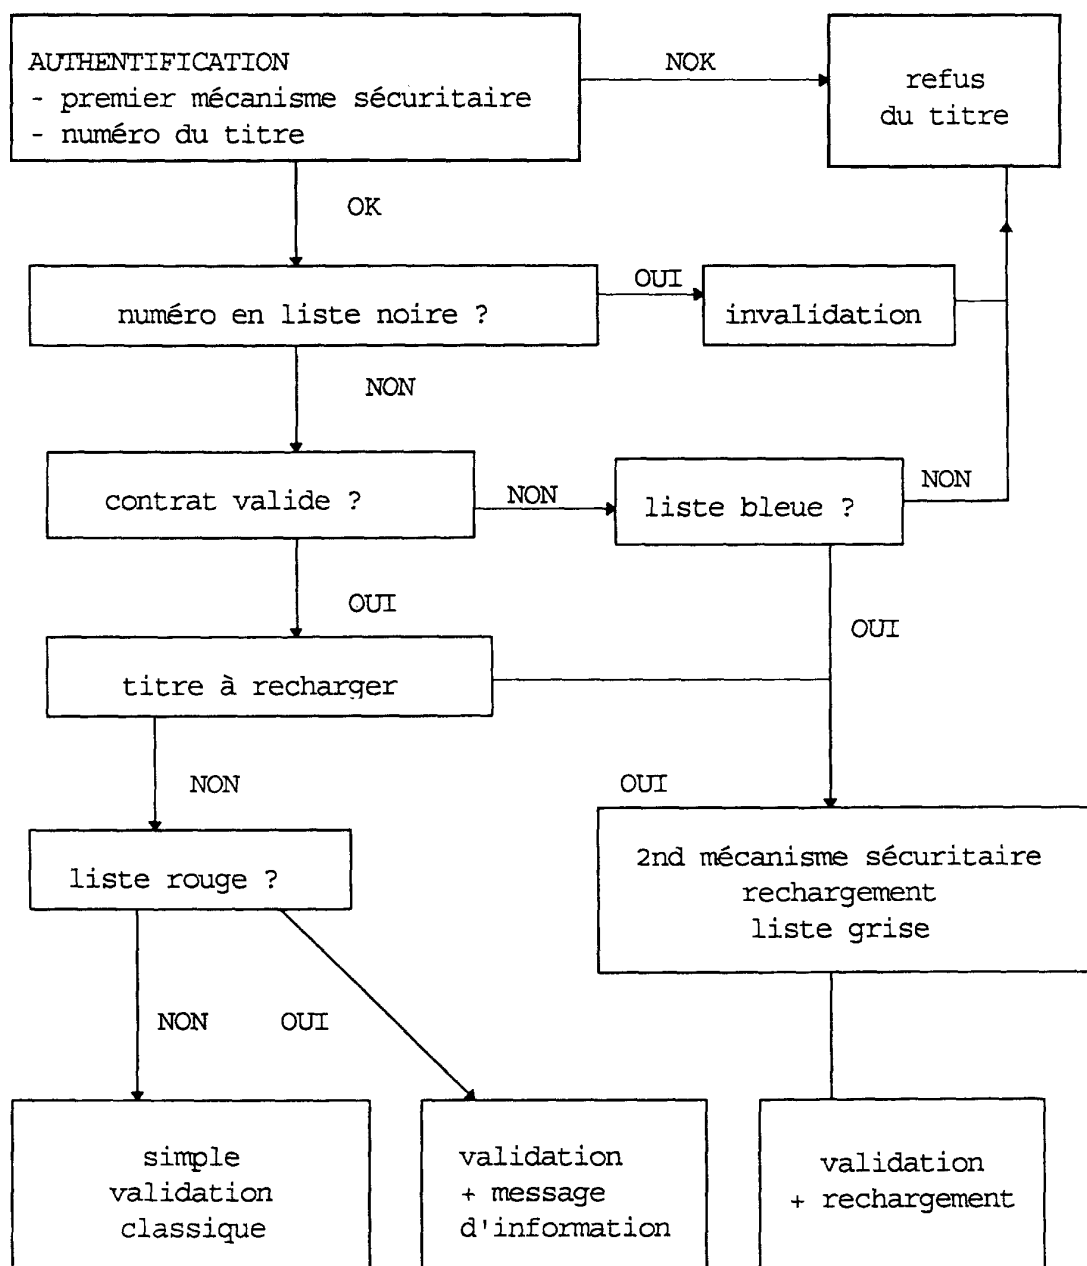 AUTHENTIFICATION
- premier mécanisme sécuritaire
- numéro du titre
NOK
refus
du titre
OK
numéro en liste noire ?
OUI
invalidation
NON
contrat valide ?
NON
liste bleue ?
NON
OUI
OUI
titre à recharger
NON
OUI
liste rouge ?
2nd mécanisme sécuritaire
rechargement
liste grise
NON
OUI
simple
validation
classique
validation
+ message
d'information
validation
+ rechargement